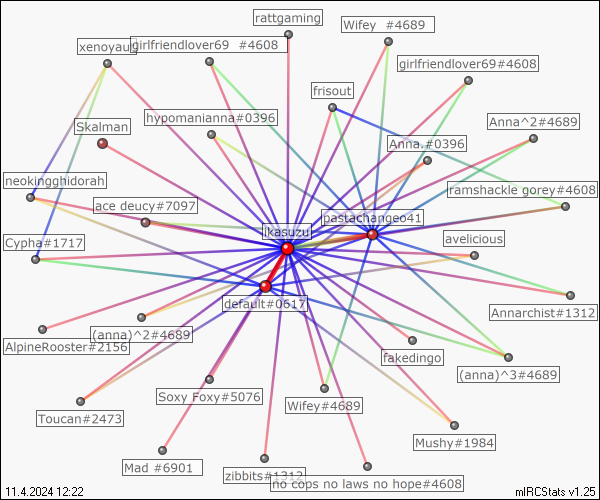 rattgaming
Wifey #4689
xenoyau
girlfriendlover69 #4608
girlfriendlover69#4608
frisout
hypomanianna#0396
Anna^2#4689
Skalman
Anna.#0396
neokingghidorah
ramshackle gorey#4608
ace deucy#7097
pastachangeo41
ikasuzu
Cypha#1717
avelicious
default#0617
Annarchist#1312
(anna)^2#4689
AlpineRooster#2156
fakedingo
(anna)^3#4689
Soxy Foxy#5076
Wifey#4689
Toucan#2473
Mushy#1984
Mad #6901
zibbits#1312
no cops no laws no hope#4608
11.4.2024 12:22
mIRCStats v1.25